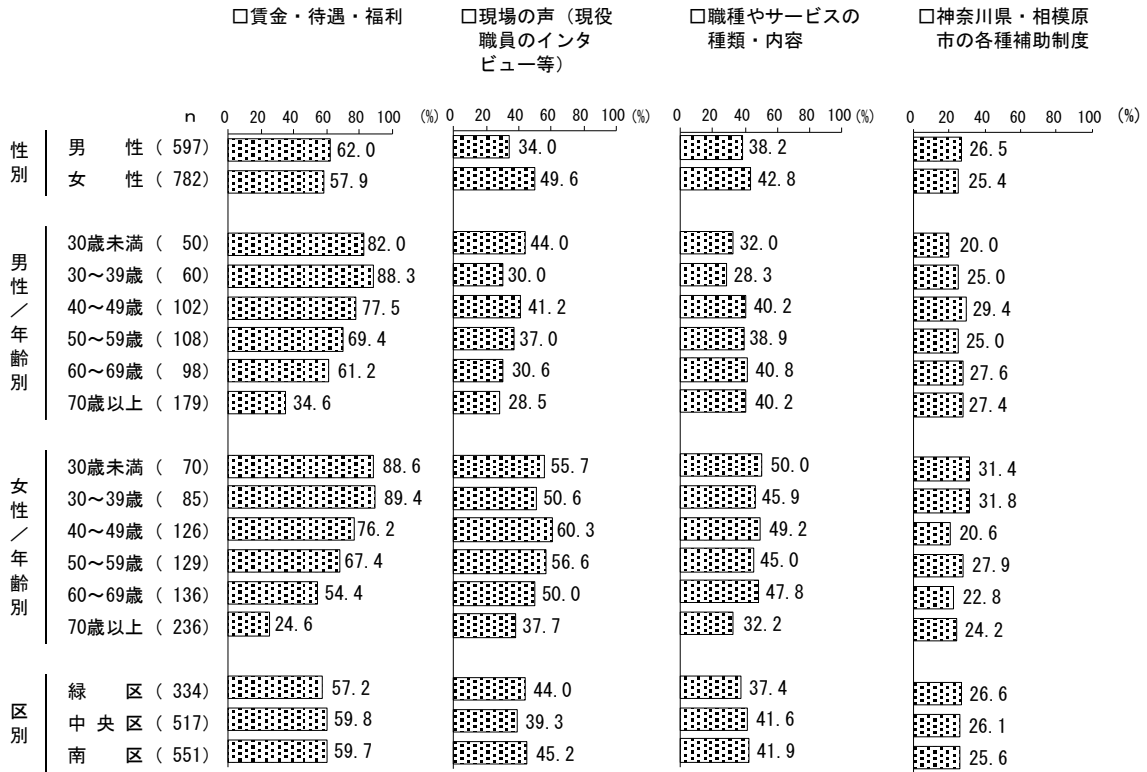 □賃金・待遇・福利
□現場の声（現役
職員のインタ
ビュー等）
□職種やサービスの
種類・内容
□神奈川県・相模原
市の各種補助制度
n 0 20 40 60 80 100 (%) 0 20 40 60 80 100 (%) 0 20 40 60 80 100 (%) 0 20 40 60 80 100 (%)
性別
男性 (597) 62.0 34.0 38.2 26.5
女性 (782) 57.9 49.6 42.8 25.4
男性／年齢別
30歳未満 (50) 82.0 44.0 32.0 20.0
30～39歳 (60) 88.3 30.0 28.3 25.0
40～49歳 (102) 77.5 41.2 40.2 29.4
50～59歳 (108) 69.4 37.0 38.9 25.0
60～69歳 (98) 61.2 30.6 40.8 27.6
70歳以上 (179) 34.6 28.5 40.2 27.4
女性／年齢別
30歳未満 (70) 88.6 55.7 50.0 31.4
30～39歳 (85) 89.4 50.6 45.9 31.8
40～49歳 (126) 76.2 60.3 49.2 20.6
50～59歳 (129) 67.4 56.6 45.0 27.9
60～69歳 (136) 54.4 50.0 47.8 22.8
70歳以上 (236) 24.6 37.7 32.2 24.2
区別
緑区 (334) 57.2 44.0 37.4 26.6
中央区 (517) 59.8 39.3 41.6 26.1
南区 (551) 59.7 45.2 41.9 25.6